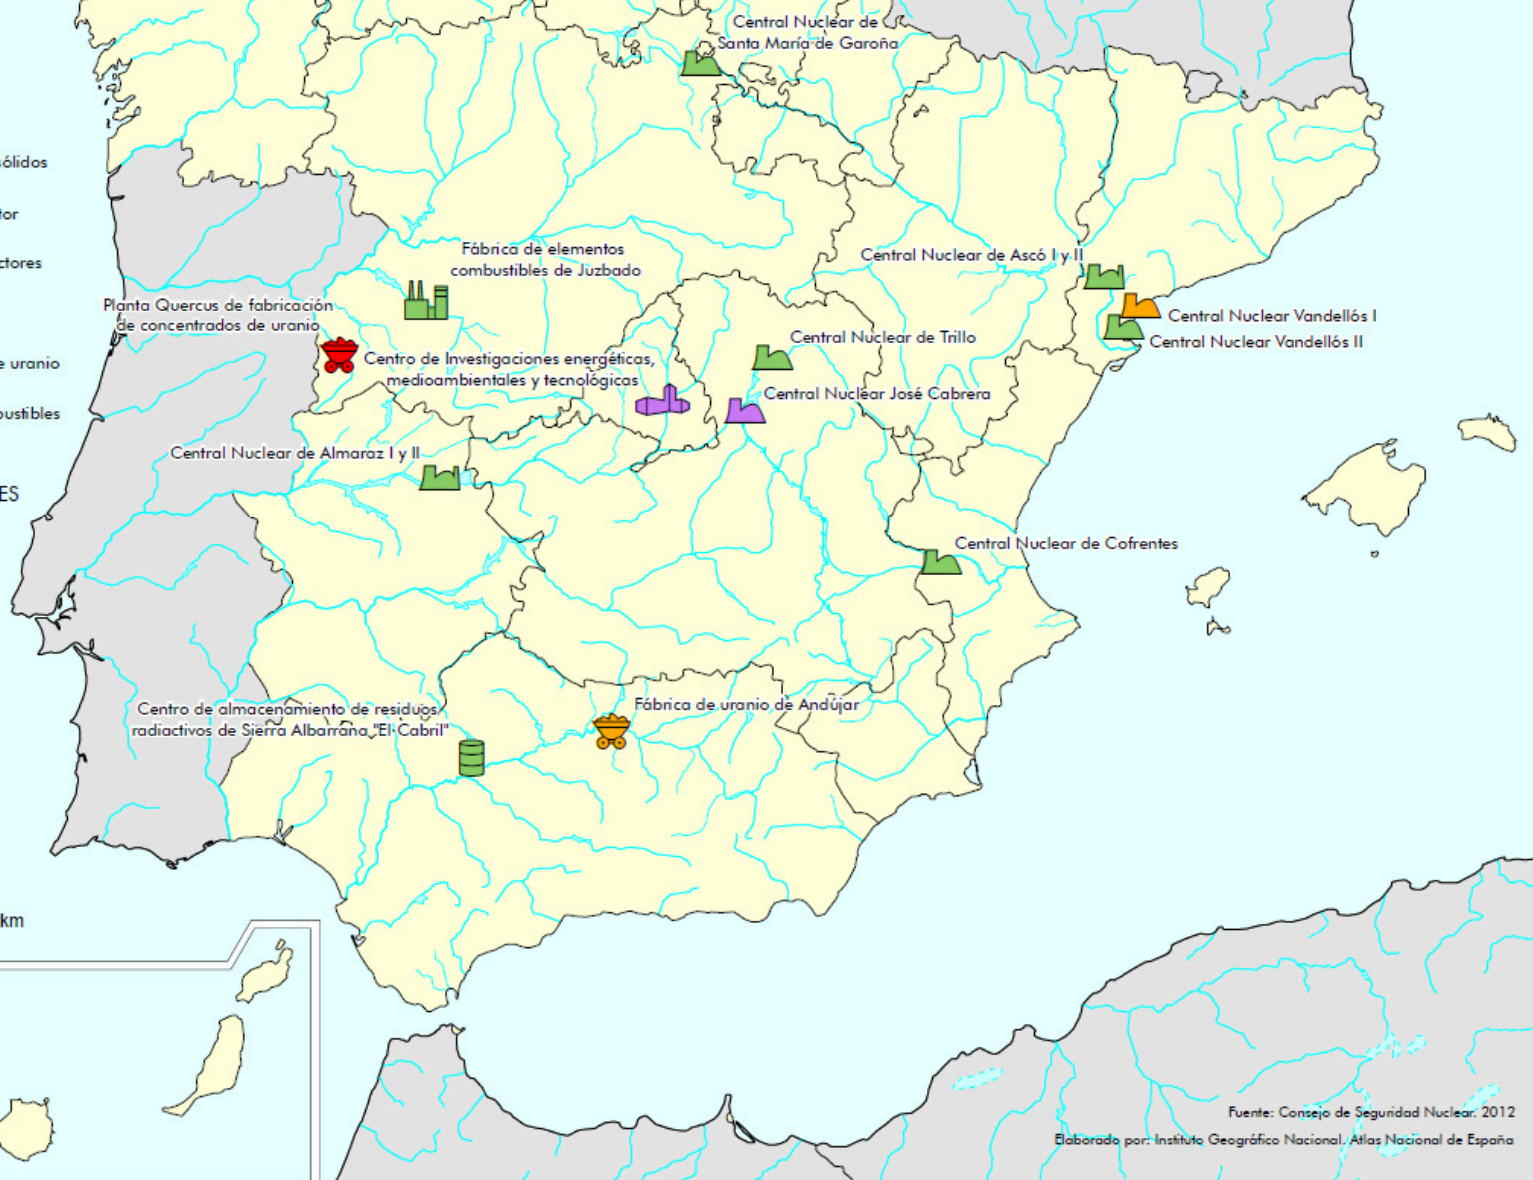 Central Nuclear de
Santa María de Garoña
sólidos
tor
ctores
Fábrica de elementos
combustibles de Juzbado
Central Nuclear de Ascó I y II
Planta Quercus de fabricación
de concentrados de uranio
Central Nuclear Vandellós I
Central Nuclear Vandellós II
Central Nuclear de Trillo
e uranio
Centro de Investigaciones energéticas,
medioambientales y tecnológicas
Central Nuclear José Cabrera
bustibles
Central Nuclear de Almaraz I y II
ES
Central Nuclear de Cofrentes
Centro de almacenamiento de residuos
radiactivos de Sierra Albarrana "El Cabril"
Fábrica de uranio de Andújar
km
Fuente: Consejo de Seguridad Nuclear. 2012
Elaborado por: Instituto Geográfico Nacional. Atlas Nacional de España